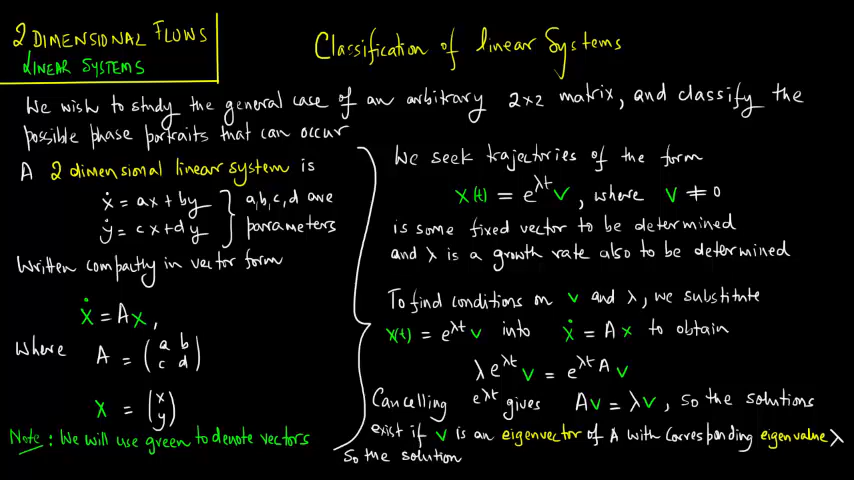 2 DIMENSIONAL FLOWS
LINEAR SYSTEMS
Classification of linear Systems
We wish to study the general case of an arbitrary 2x2 matrix, and classify the
possible phase portraits that can occur
A 2 dimensional linear system is
ẋ = ax + by
ẏ = cx + dy
a,b,c,d are
parameters
Written compactly in vector form
ẋ = Ax,
where A = (a b
c d)
x = (x
y)
Note: We will use green to denote vectors
We seek trajectories of the form
x(t) = e^{λt} v, where v ≠ 0
is some fixed vector to be determined
and λ is a growth rate also to be determined
To find conditions on v and λ, we substitute
x(t) = e^{λt} v into ẋ = Ax to obtain
λ e^{λt} v = e^{λt} A v
Cancelling e^{λt} gives Av = λv, so the solutions
exist if v is an eigenvector of A with corresponding eigenvalue λ
so the solution